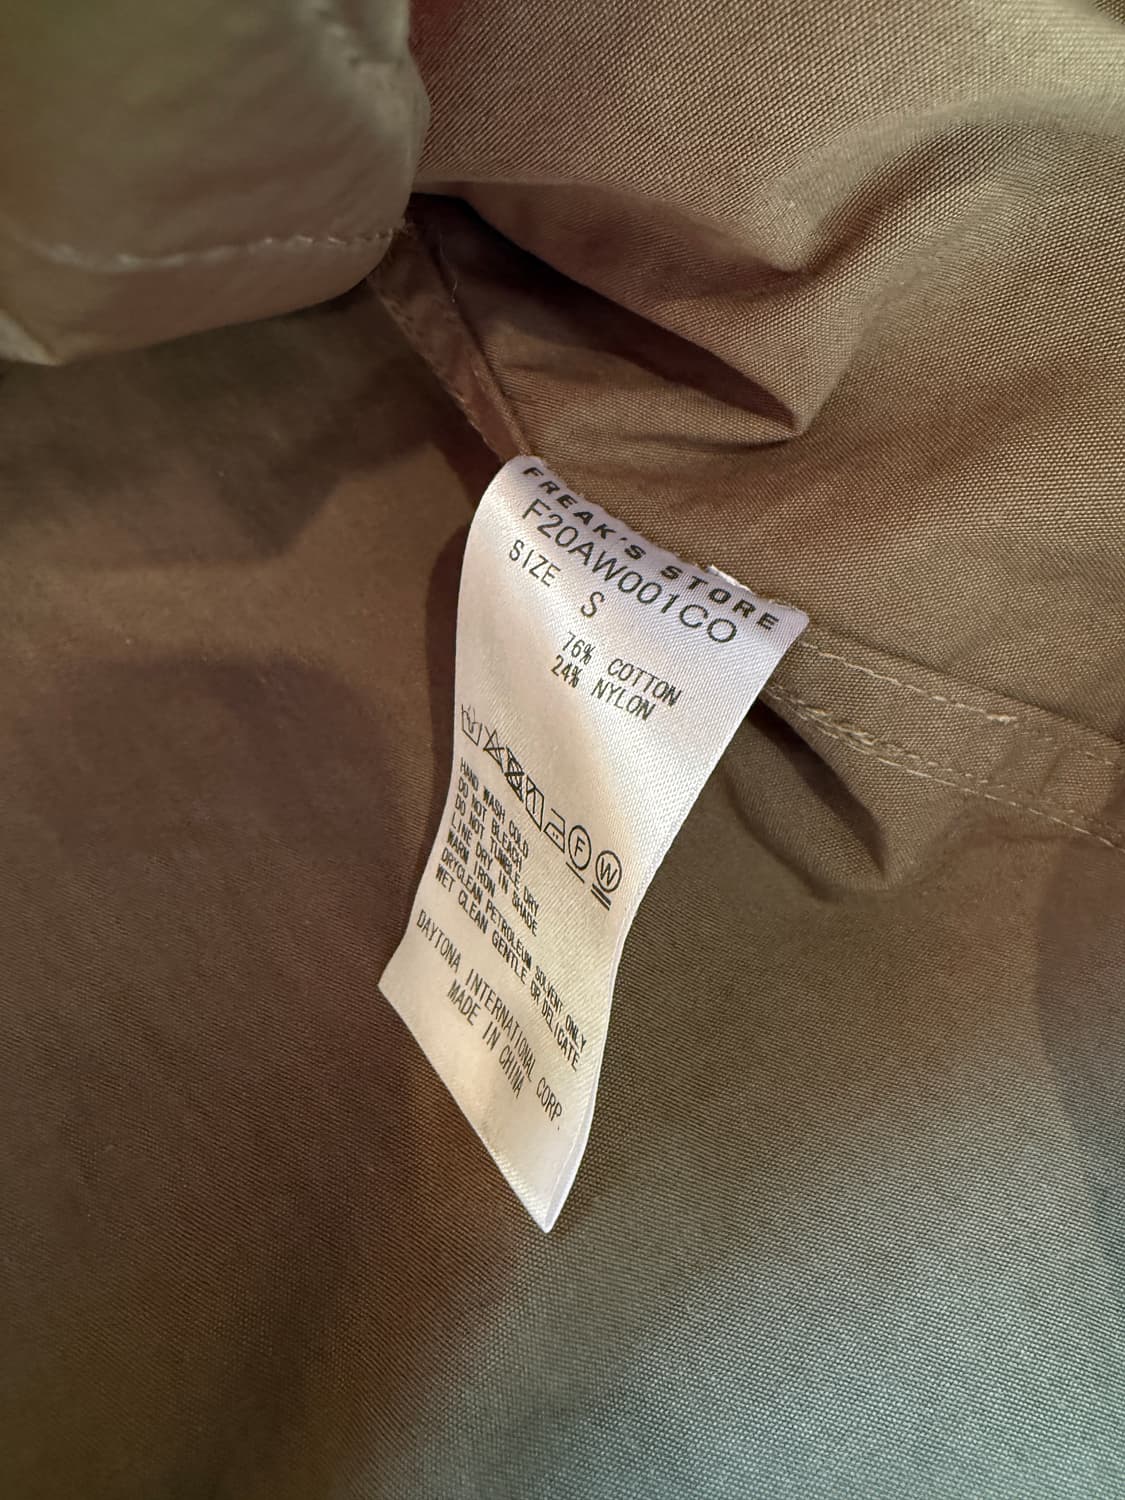 FREAK'S STORE
F20AW001CO
SIZE S
76% COTTON
24% NYLON
F W
HAND WASH COLD
DO NOT BLEACH
DO NOT TUMBLE DRY
LINE DRY IN SHADE
WARM IRON
DRYCLEAN PETROLEUM SOLVENT ONLY
WET CLEAN GENTLE OR DELICATE
DAYTONA INTERNATIONAL CORP.
MADE IN CHINA